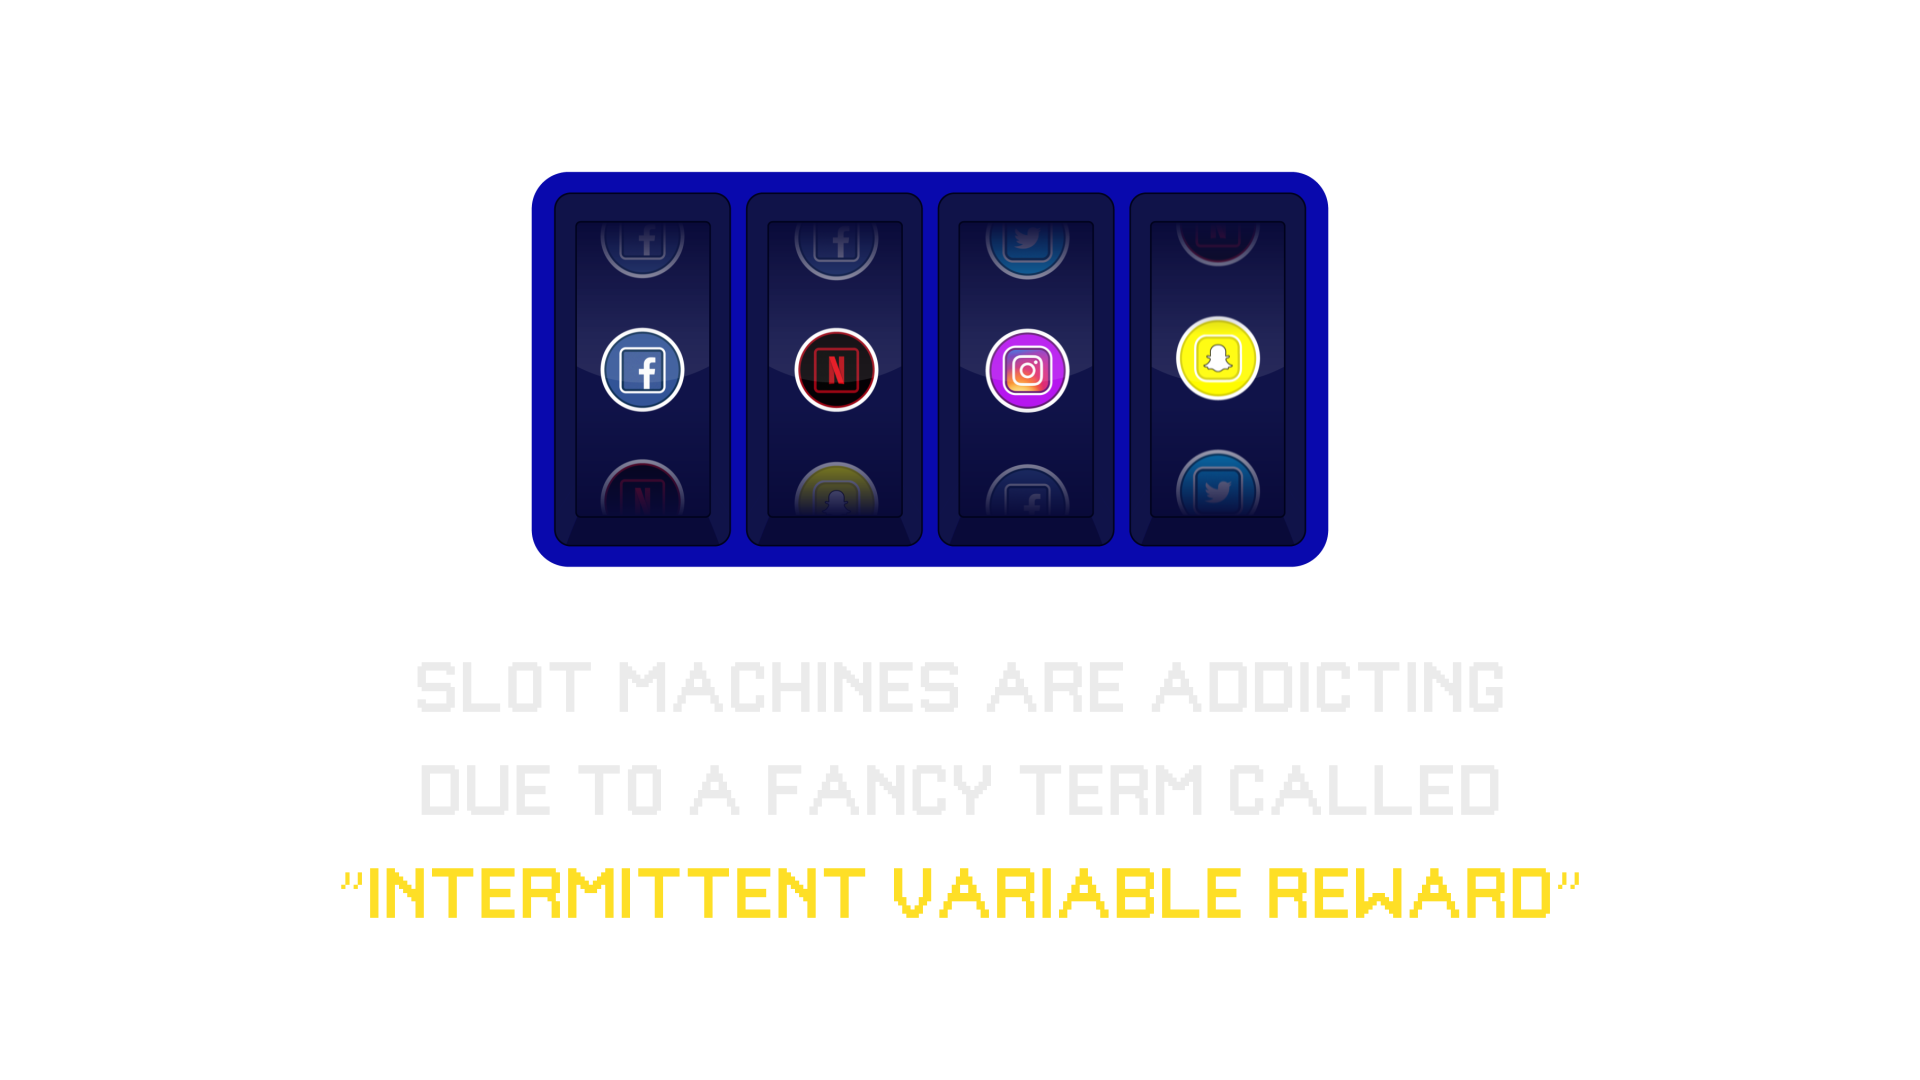 SLOT MACHINES ARE ADDICTING
DUE TO A FANCY TERM CALLED
"INTERMITTENT VARIABLE REWARD"